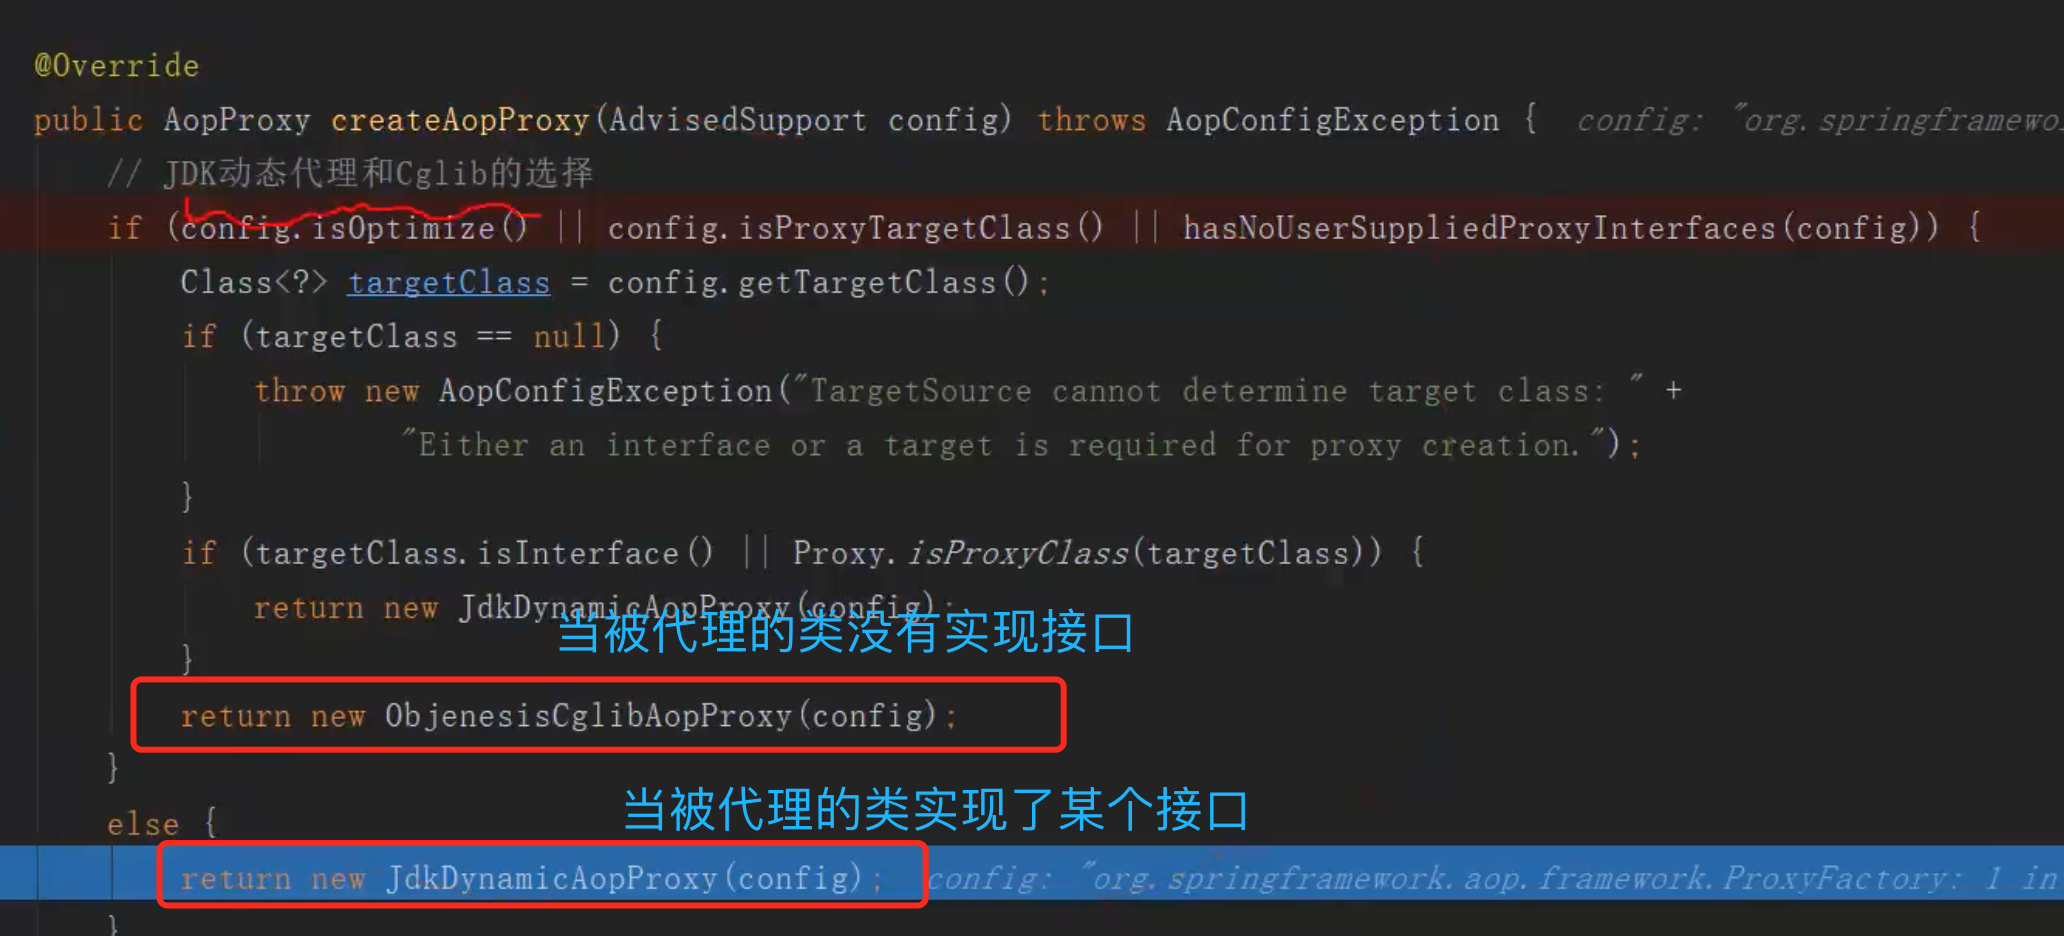 @Override
public AopProxy createAopProxy(AdvisedSupport config) throws AopConfigException {  config: "org.springframewo
// JDK动态代理和Cglib的选择
if (config.isOptimize() || config.isProxyTargetClass() || hasNoUserSuppliedProxyInterfaces(config)) {
Class<?> targetClass = config.getTargetClass();
if (targetClass == null) {
throw new AopConfigException("TargetSource cannot determine target class: " +
"Either an interface or a target is required for proxy creation.");
}
if (targetClass.isInterface() || Proxy.isProxyClass(targetClass)) {
return new JdkDynamicAopProxy(config);
当被代理的类没有实现接口
}
return new ObjenesisCglibAopProxy(config);
}
当被代理的类实现了某个接口
else {
return new JdkDynamicAopProxy(config);  config: "org.springframework.aop.framework.ProxyFactory: 1 in
}